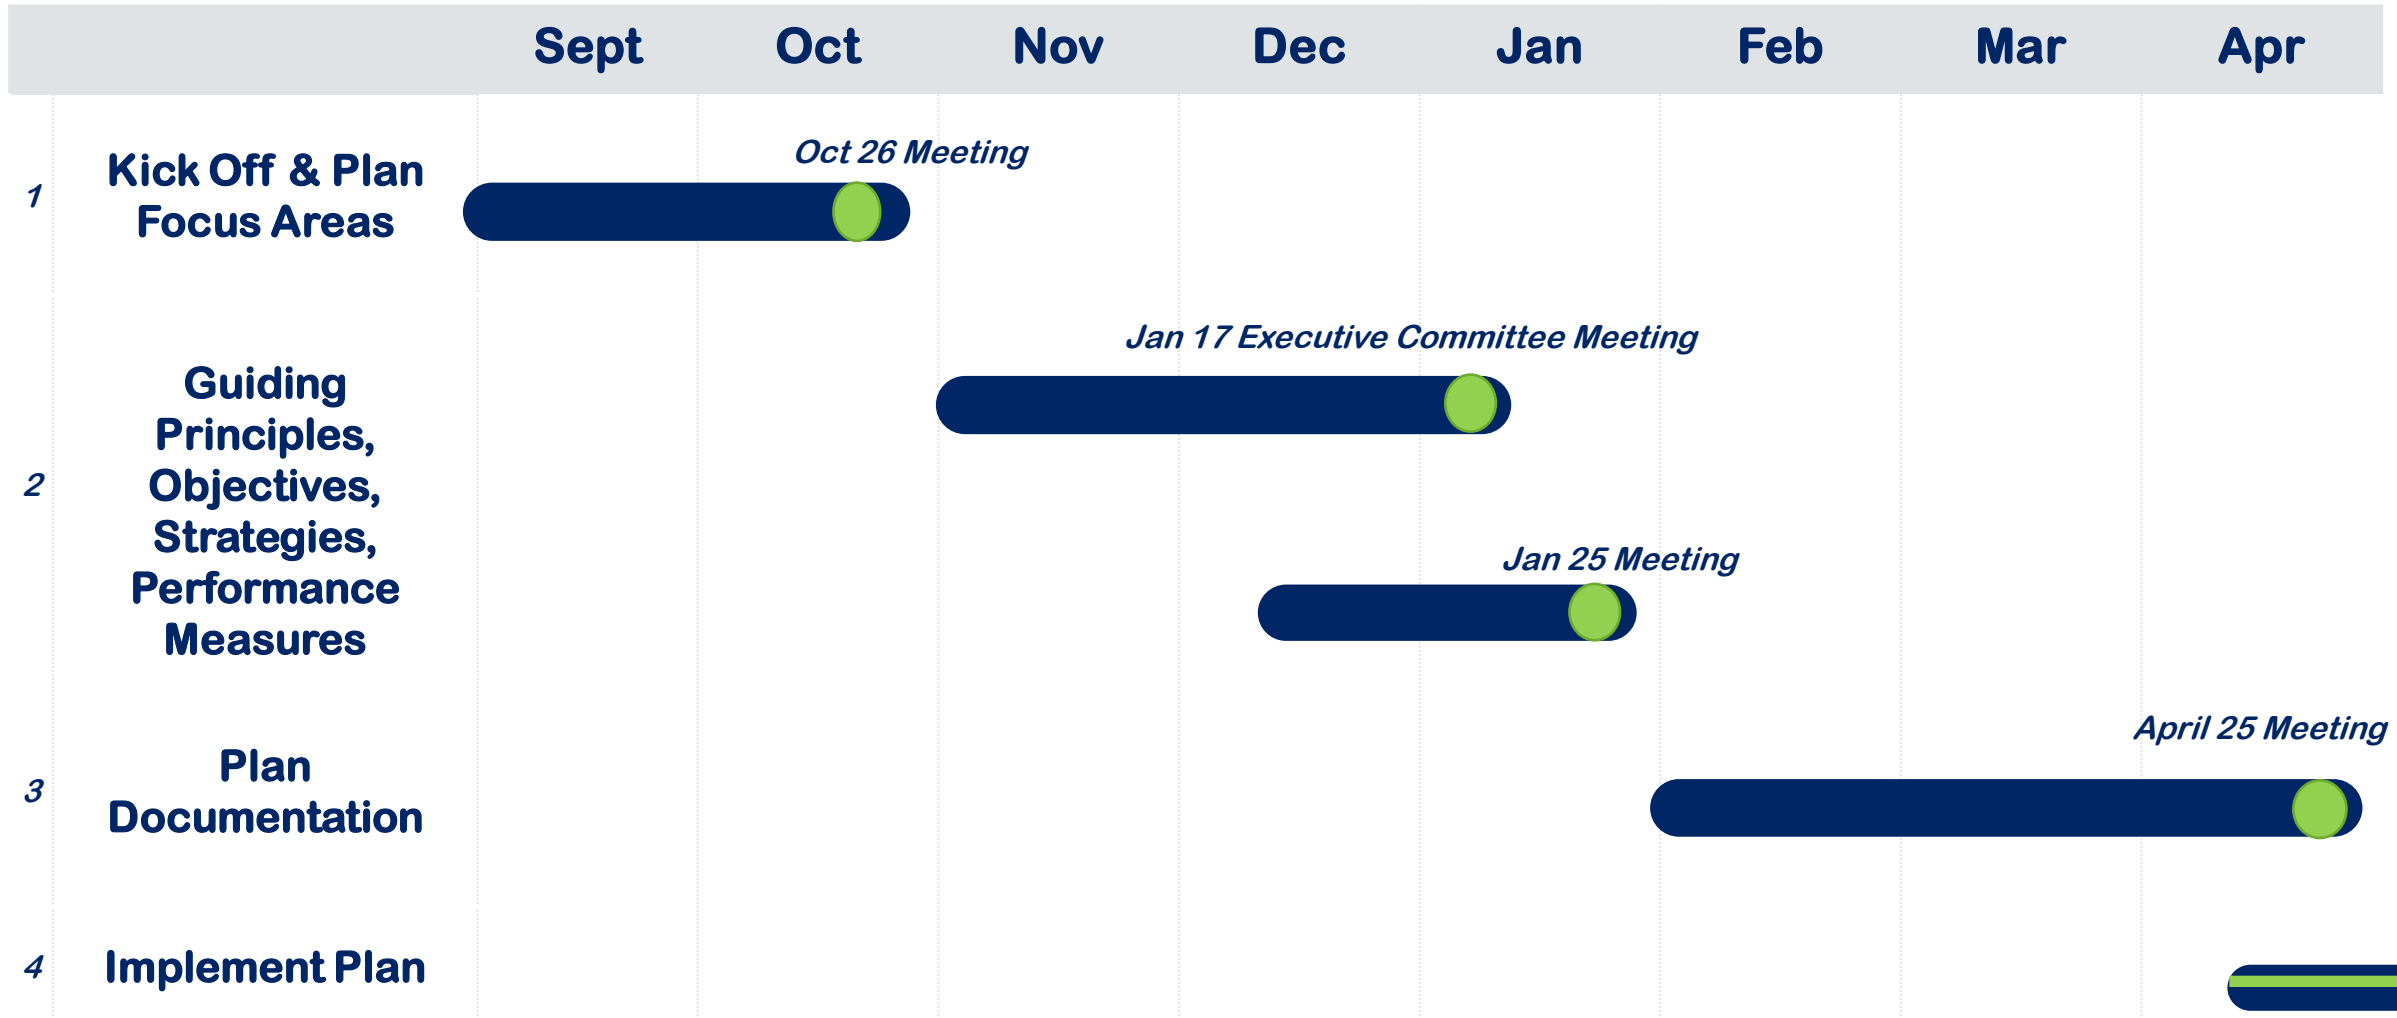 Sept Oct Nov Dec Jan Feb Mar Apr
Oct 26 Meeting
1
Kick Off & Plan
Focus Areas
Jan 17 Executive Committee Meeting
2
Guiding
Principles,
Objectives,
Strategies,
Performance
Measures
Jan 25 Meeting
April 25 Meeting
3
Plan
Documentation
4
Implement Plan